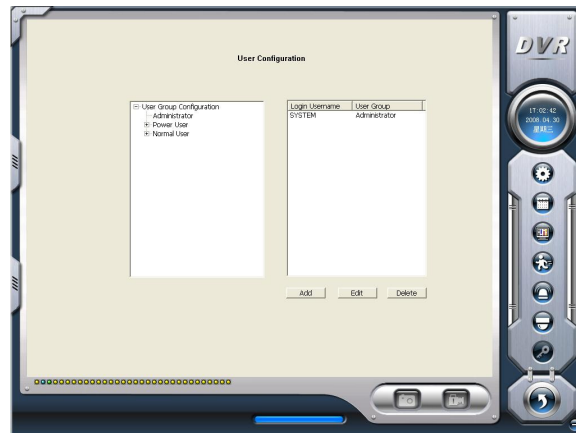 DVR
User Configuration
User Group Configuration
Administrator
Power User
Normal User
Login Username User Group
SYSTEM Administrator
Add Edit Delete
17:02:42
2008.04.30
星期三